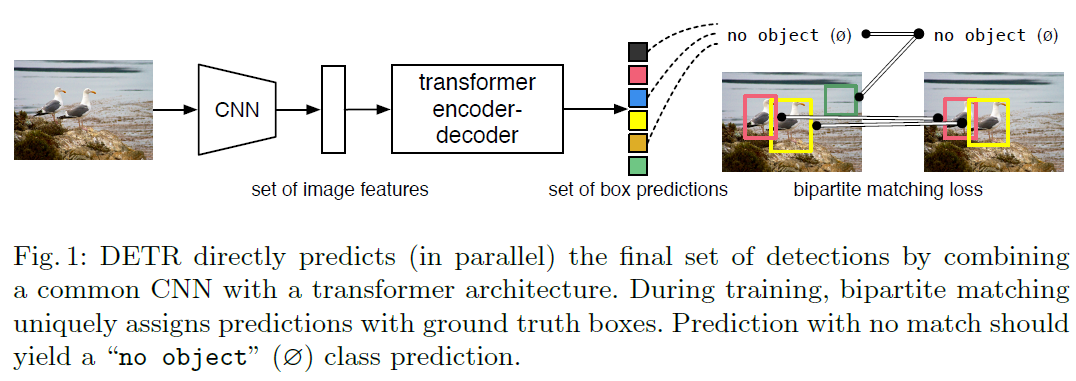 no object (∅)
no object (∅)
CNN
transformer
encoder-
decoder
set of image features
set of box predictions
bipartite matching loss
Fig. 1: DETR directly predicts (in parallel) the final set of detections by combining
a common CNN with a transformer architecture. During training, bipartite matching
uniquely assigns predictions with ground truth boxes. Prediction with no match should
yield a “no object” (∅) class prediction.